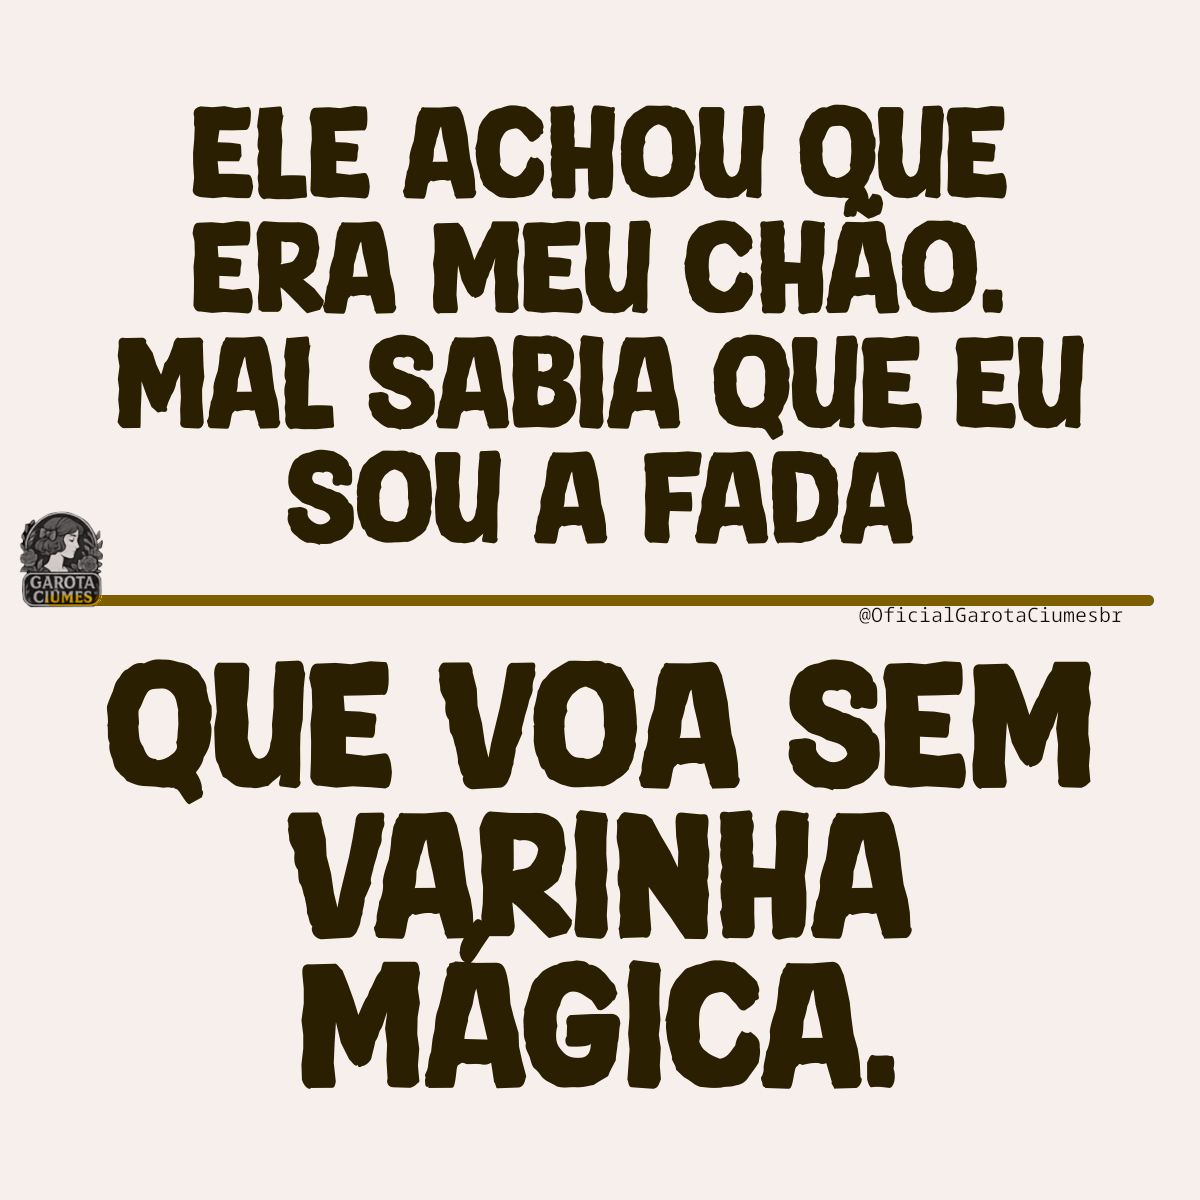 ELE ACHOU QUE
ERA MEU CHÃO.
MAL SABIA QUE EU
SOU A FADA
GAROTA
CIÚMES
@OficialGarotaCiumesbr
QUE VOA SEM
VARINHA
MÁGICA.